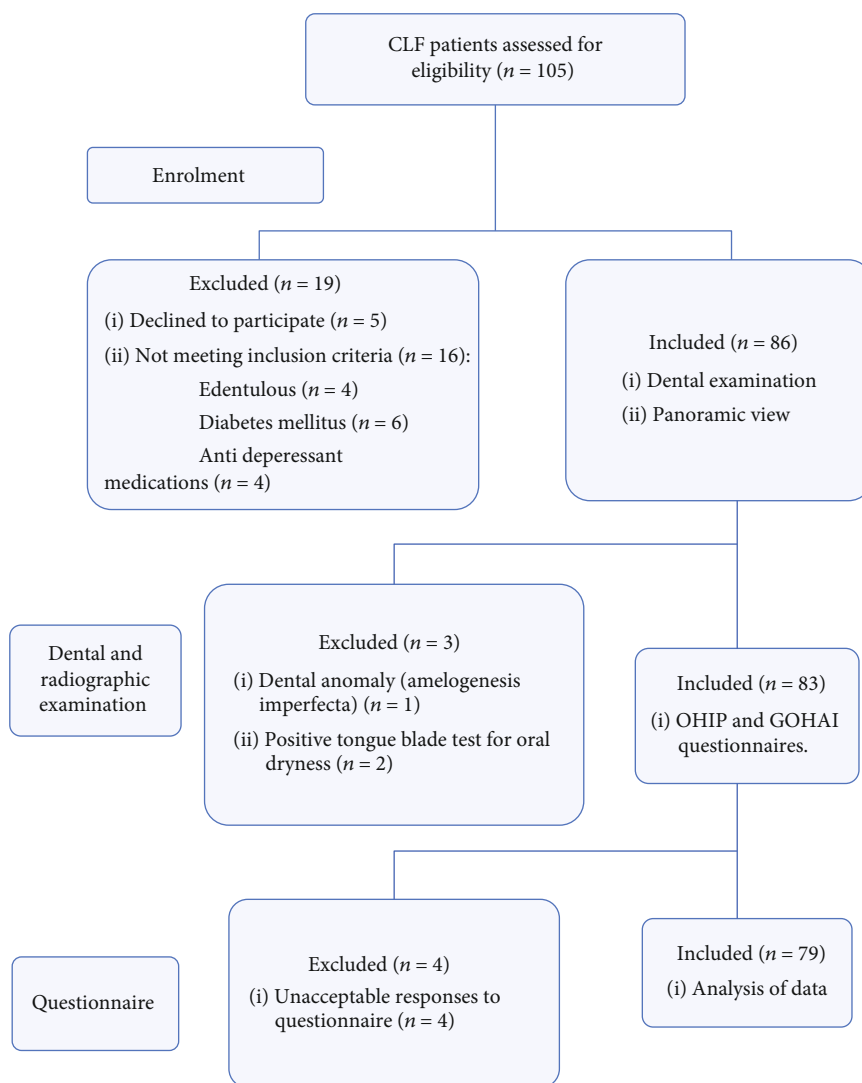 CLF patients assessed for
eligibility (n = 105)
Enrolment
Excluded (n = 19)
(i) Declined to participate (n = 5)
(ii) Not meeting inclusion criteria (n = 16):
Edentulous (n = 4)
Diabetes mellitus (n = 6)
Anti deperessant
medications (n = 4)
Included (n = 86)
(i) Dental examination
(ii) Panoramic view
Dental and
radiographic
examination
Excluded (n = 3)
(i) Dental anomaly (amelogenesis
imperfecta) (n = 1)
(ii) Positive tongue blade test for oral
dryness (n = 2)
Included (n = 83)
(i) OHIP and GOHAI
questionnaires.
Questionnaire
Excluded (n = 4)
(i) Unacceptable responses to
questionnaire (n = 4)
Included (n = 79)
(i) Analysis of data